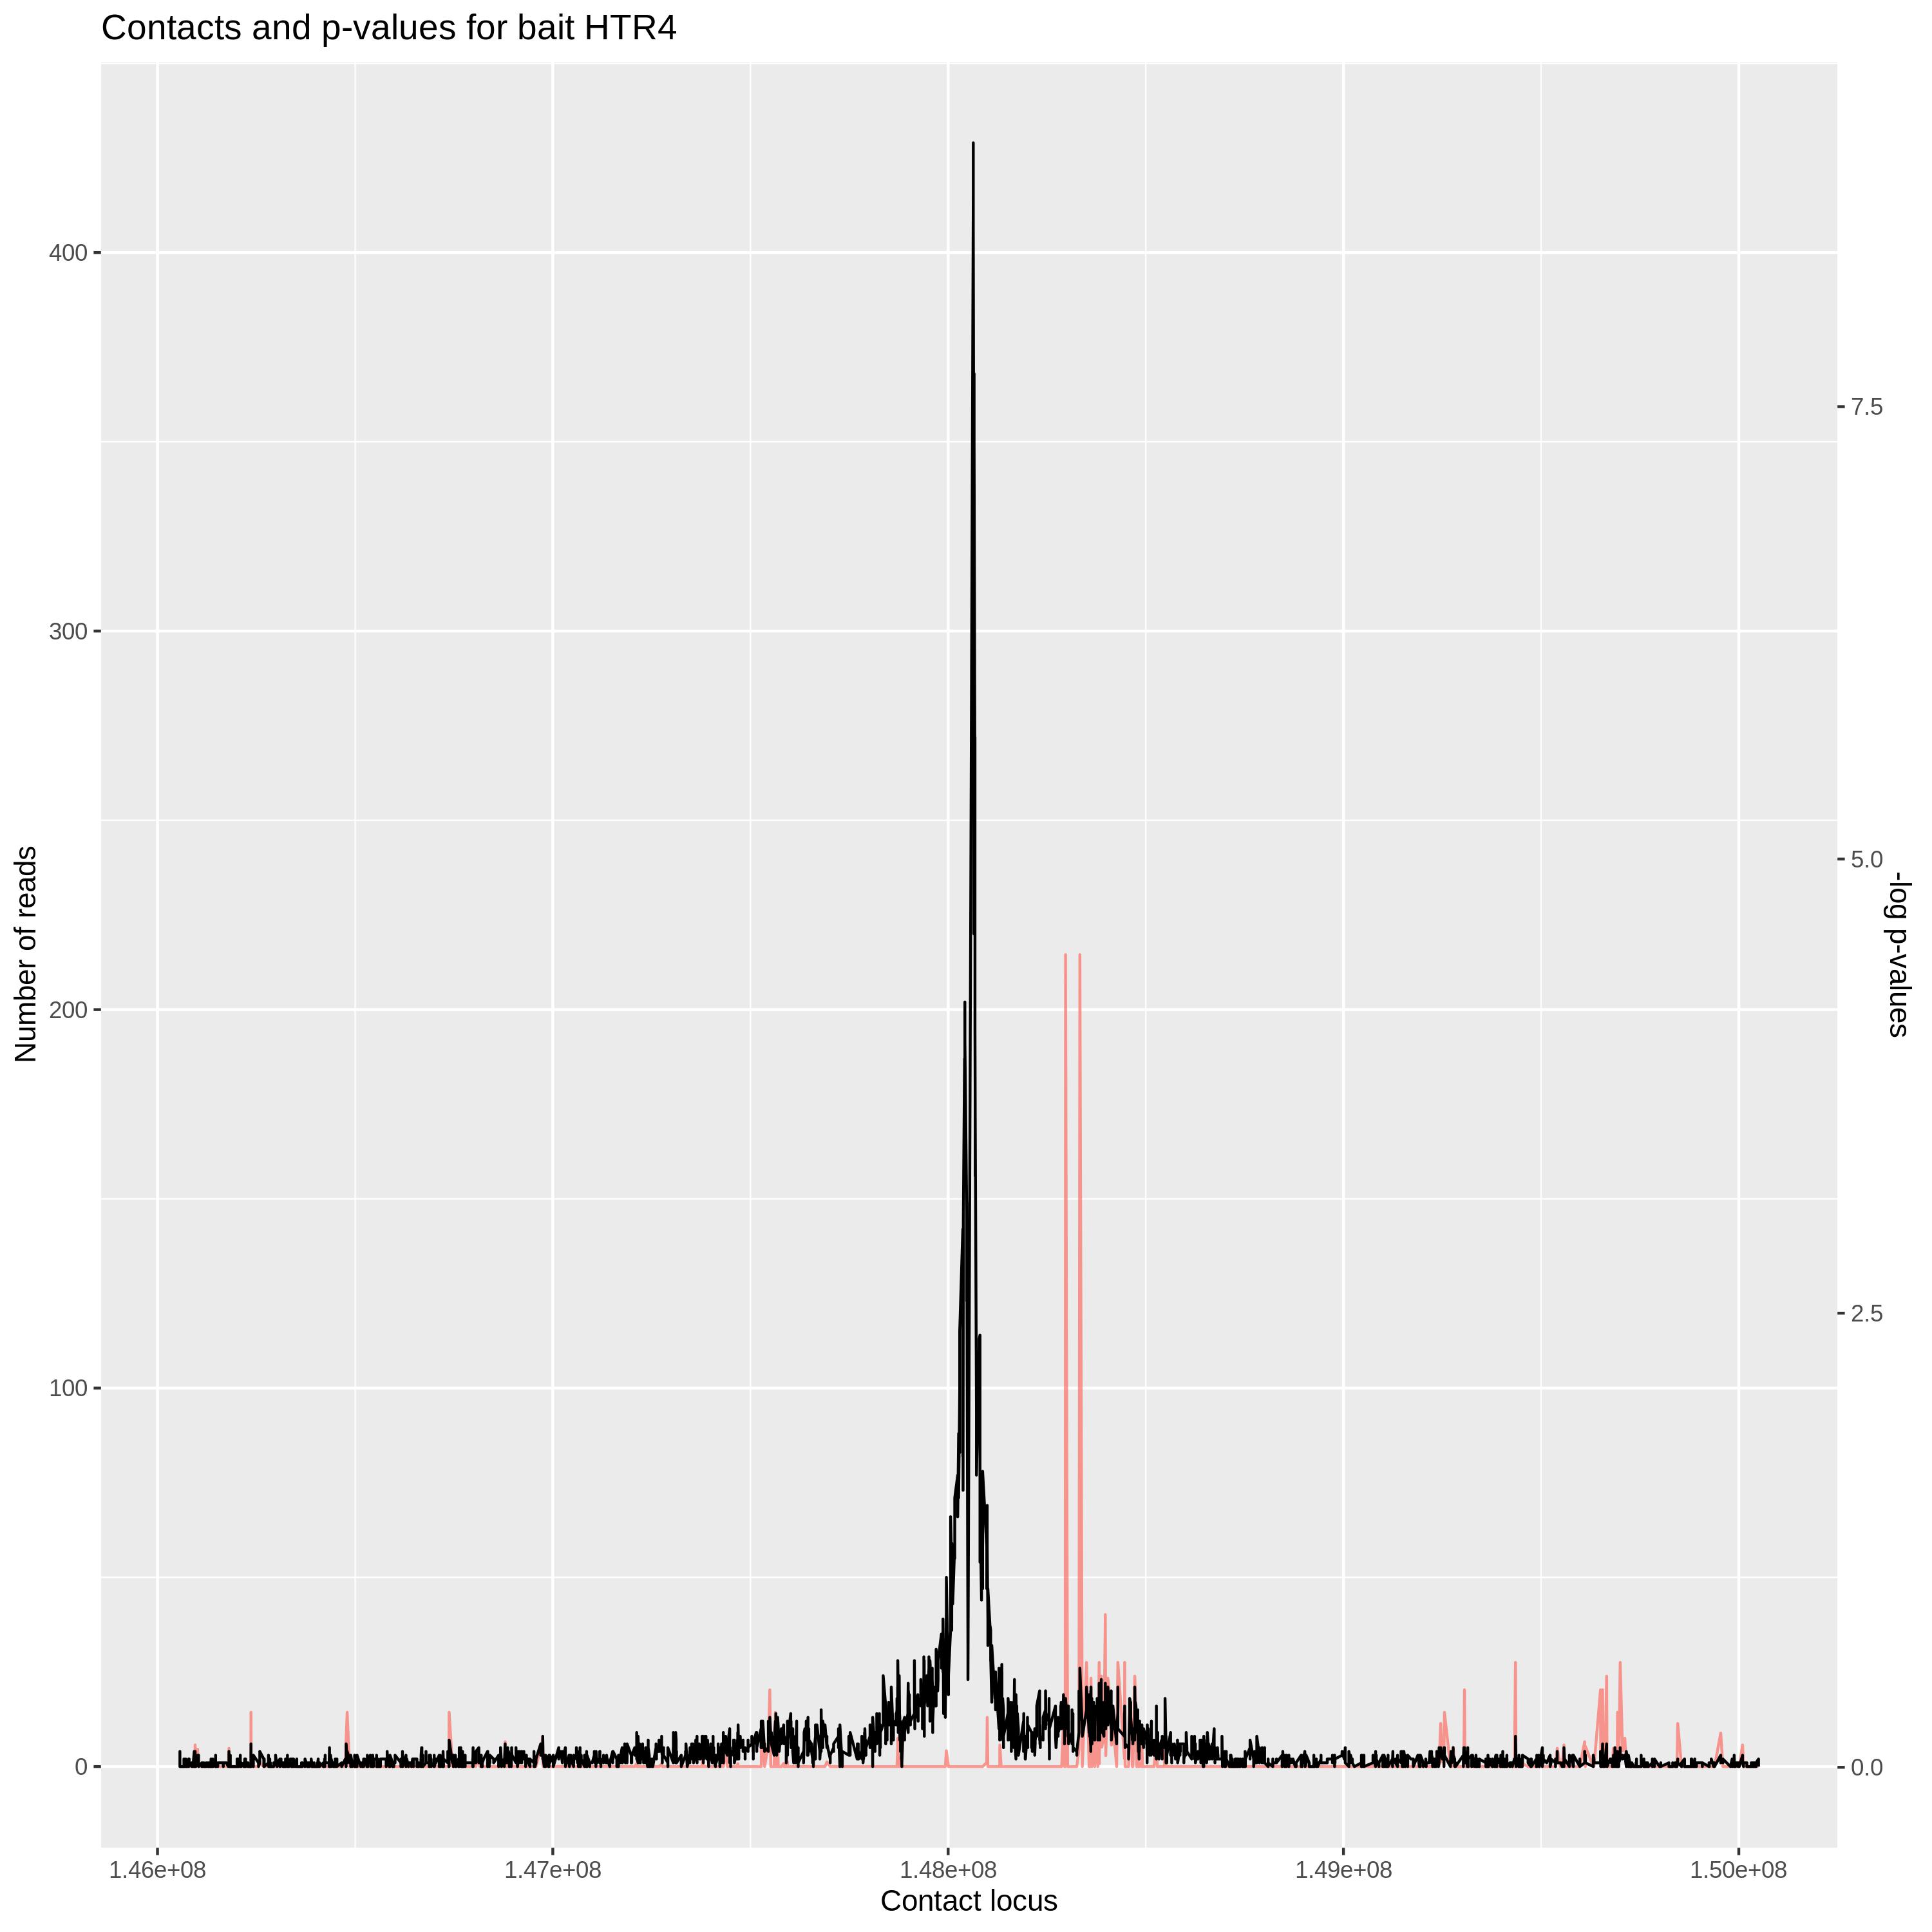 Contacts and p-values for bait HTR4
400
300
200
100
0
Number of reads
7.5
5.0
2.5
0.0
-log p-values
1.46e+08
1.47e+08
1.48e+08
1.49e+08
1.50e+08
Contact locus